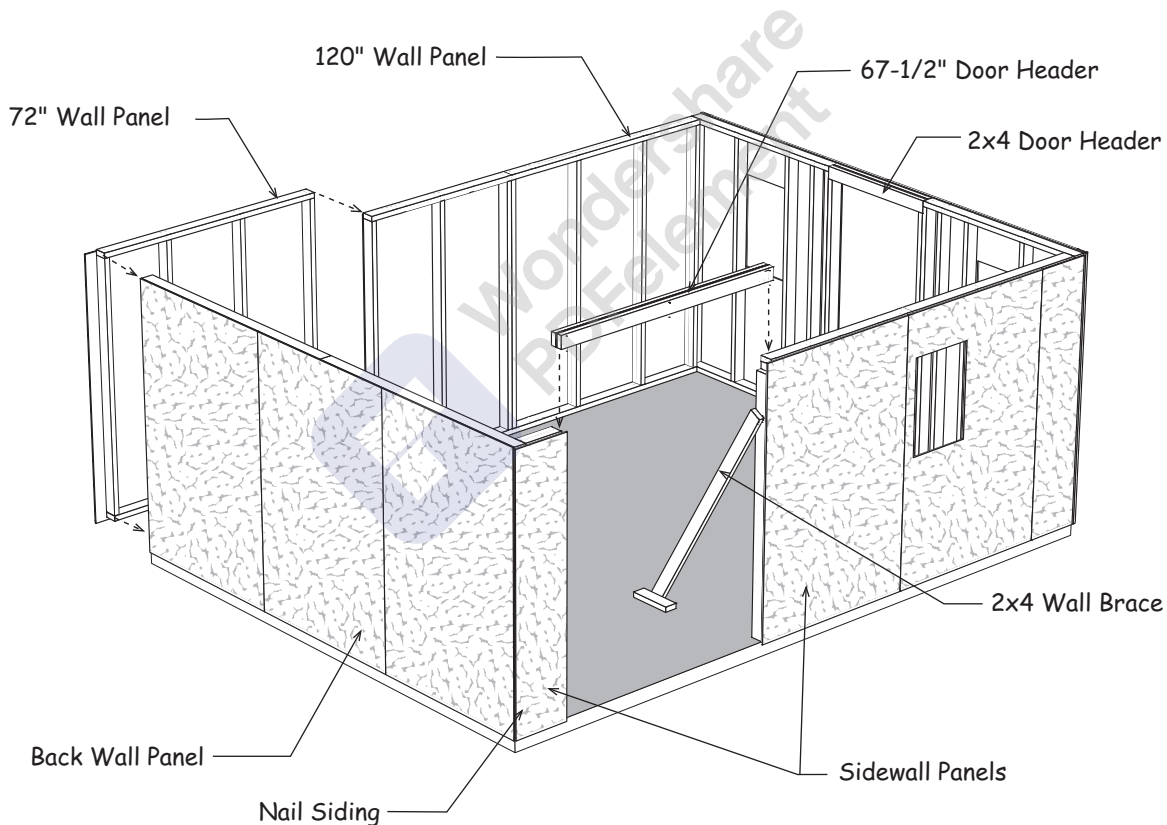 120" Wall Panel
67-1/2" Door Header
72" Wall Panel
2x4 Door Header
Wondershare
PDFelement
2x4 Wall Brace
Back Wall Panel
Sidewall Panels
Nail Siding